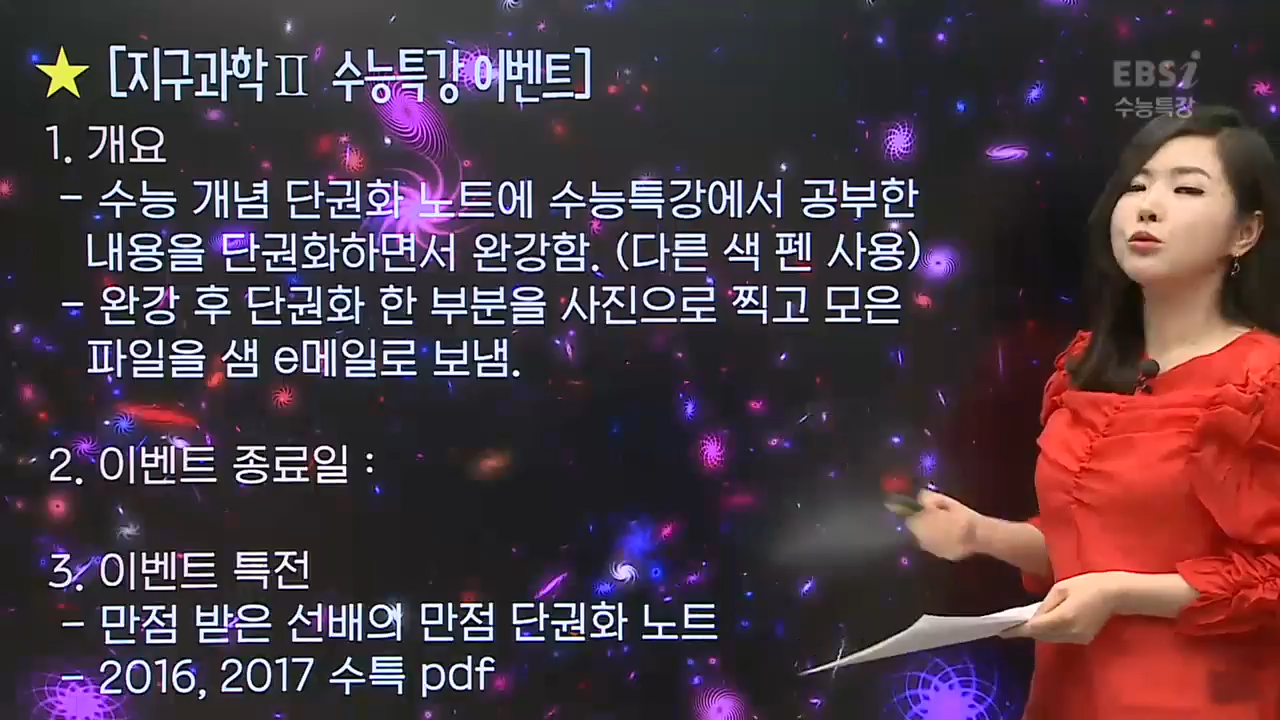 ★ [지구과학Ⅱ 수능특강 이벤트]
EBSi
수능특강
1. 개요
- 수능 개념 단권화 노트에 수능특강에서 공부한
내용을 단권화하면서 완강함. (다른 색 펜 사용)
- 완강 후 단권화 한 부분을 사진으로 찍고 모은
파일을 샘 e메일로 보냄.
2. 이벤트 종료일 :
3. 이벤트 특전
- 만점 받은 선배의 만점 단권화 노트
- 2016, 2017 수특 pdf